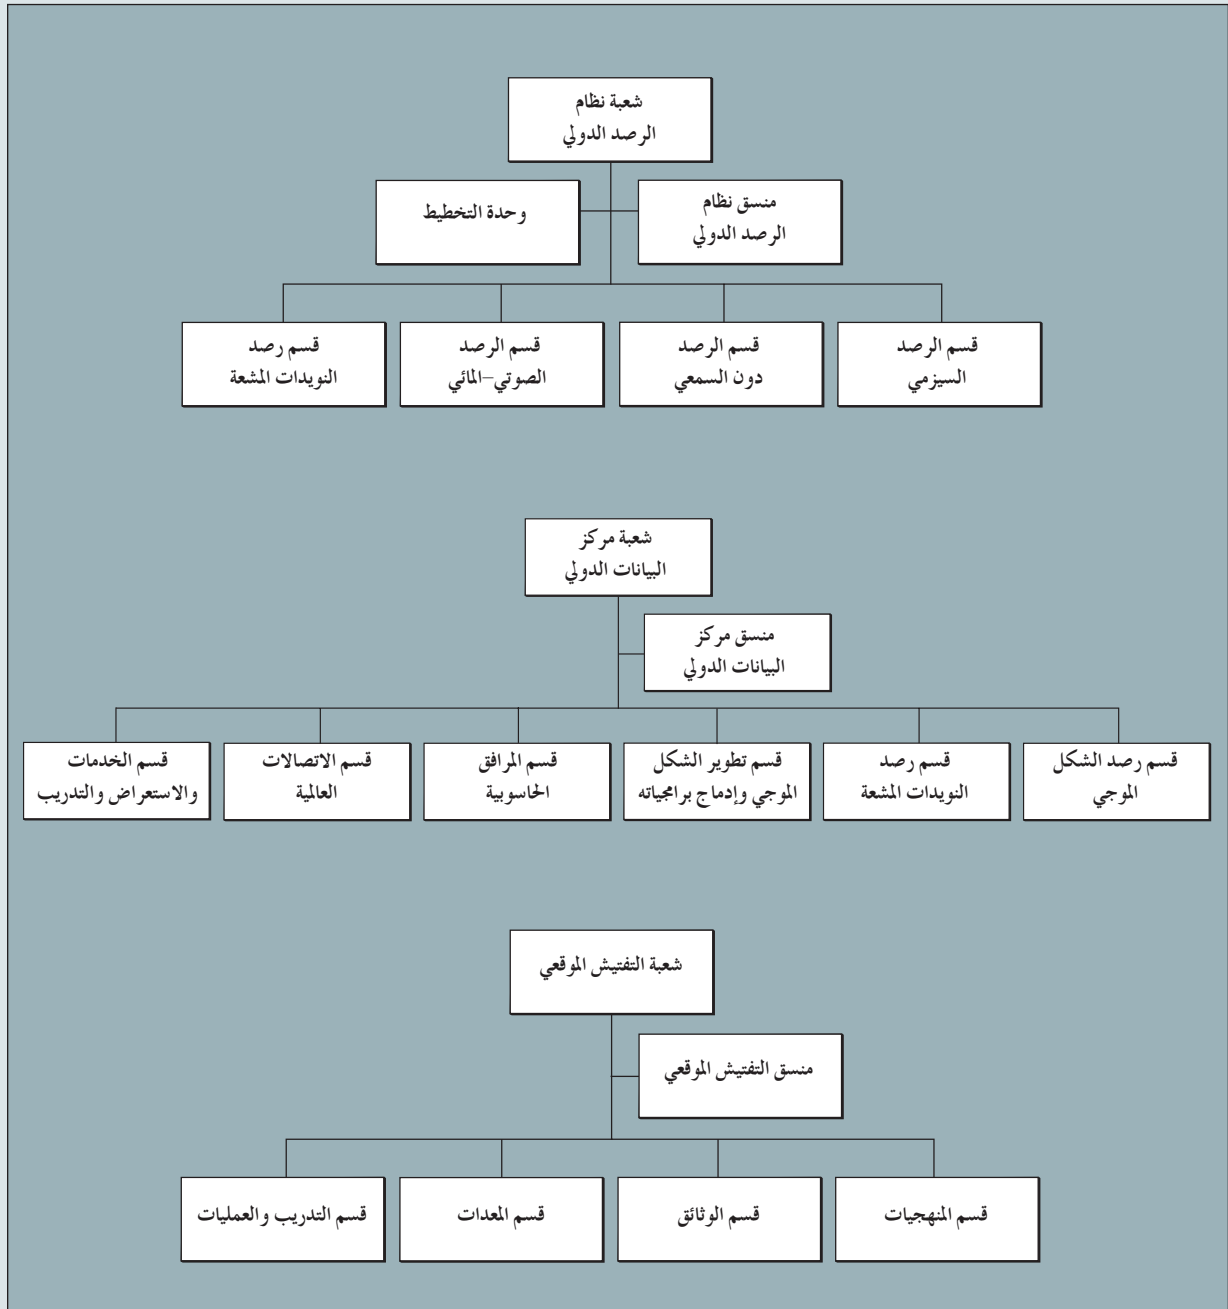 شعبة نظام
الرصد الدولي
منسق نظام
الرصد الدولي
وحدة التخطيط
قسم الرصد
السيزمي
قسم الرصد
دون السمعي
قسم الرصد
الصوتي-المائي
قسم رصد
النويدات المشعة
شعبة مركز
البيانات الدولي
منسق مركز
البيانات الدولي
قسم رصد الشكل
الموجي
قسم رصد
النويدات المشعة
قسم تطوير الشكل
الموجي وإدماج برامجياته
قسم المرافق
الحاسوبية
قسم الاتصالات
العالمية
قسم الخدمات
والاستعراض والتدريب
شعبة التفتيش الموقعي
منسق التفتيش الموقعي
قسم المنهجيات
قسم الوثائق
قسم المعدات
قسم التدريب والعمليات